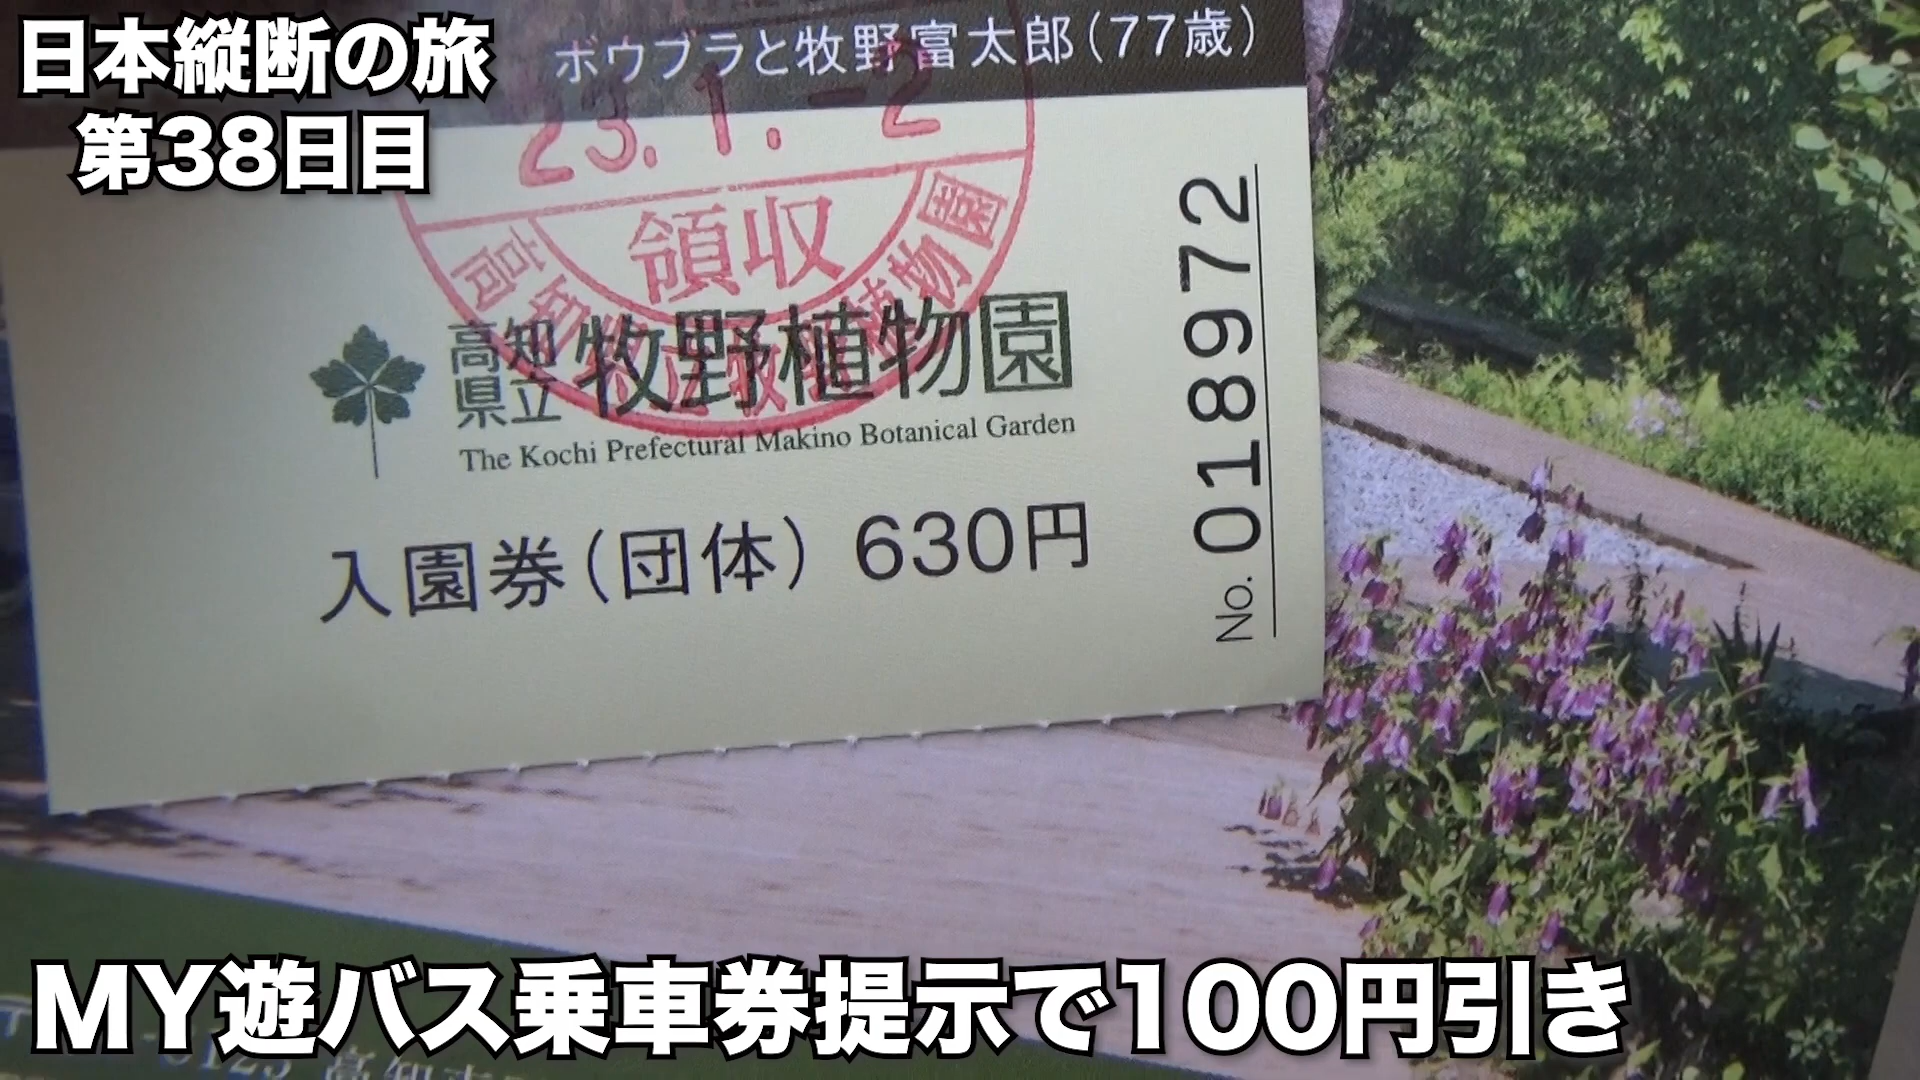 日本縦断の旅
第38日目
ボウブラと牧野富太郎(77歳)
23.1.-2
領収
高知県立牧野植物園
高知県立 牧野植物園
The Kochi Prefectural Makino Botanical Garden
入園券(団体) 630円
No. 018972
MY遊バス乗車券提示で100円引き